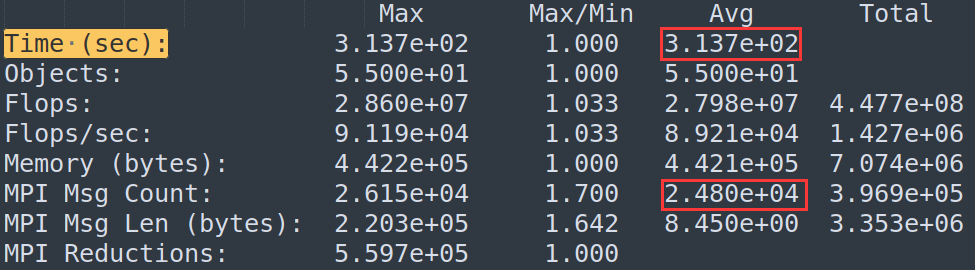 Max Max/Min Avg Total
Time (sec): 3.137e+02 1.000 3.137e+02
Objects: 5.500e+01 1.000 5.500e+01
Flops: 2.860e+07 1.033 2.798e+07 4.477e+08
Flops/sec: 9.119e+04 1.033 8.921e+04 1.427e+06
Memory (bytes): 4.422e+05 1.000 4.421e+05 7.074e+06
MPI Msg Count: 2.615e+04 1.700 2.480e+04 3.969e+05
MPI Msg Len (bytes): 2.203e+05 1.642 8.450e+00 3.353e+06
MPI Reductions: 5.597e+05 1.000